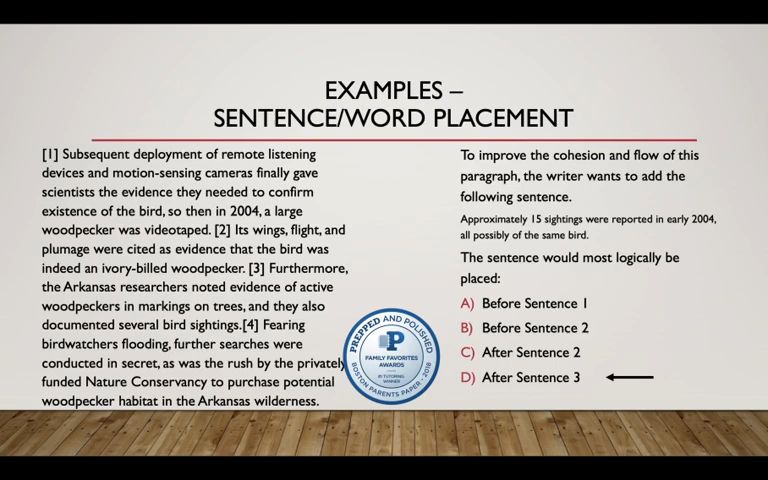 EXAMPLES –
SENTENCE/WORD PLACEMENT
[1] Subsequent deployment of remote listening
devices and motion-sensing cameras finally gave
scientists the evidence they needed to confirm
existence of the bird, so then in 2004, a large
woodpecker was videotaped. [2] Its wings, flight, and
plumage were cited as evidence that the bird was
indeed an ivory-billed woodpecker. [3] Furthermore,
the Arkansas researchers noted evidence of active
woodpeckers in markings on trees, and they also
documented several bird sightings.[4] Fearing
birdwatchers flooding, further searches were
conducted in secret, as was the rush by the privately
funded Nature Conservancy to purchase potential
woodpecker habitat in the Arkansas wilderness.
To improve the cohesion and flow of this
paragraph, the writer wants to add the
following sentence.
Approximately 15 sightings were reported in early 2004,
all possibly of the same bird.
The sentence would most logically be
placed:
A) Before Sentence 1
B) Before Sentence 2
C) After Sentence 2
D) After Sentence 3
PREPPED AND POLISHED
P
FAMILY FAVORITES
AWARDS
#1 TUTORING
WINNER
BOSTON PARENTS PAPER - 2018